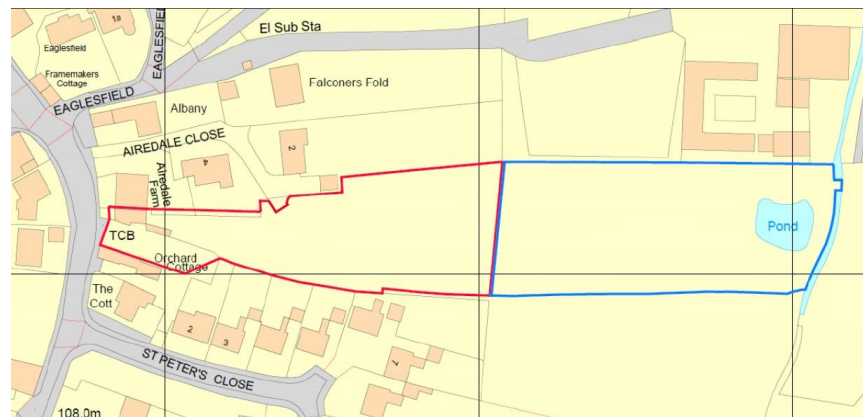 1a
Eaglesfield
Framemakers
Cottage
EAGLESFIELD
EAGLESFIELD
El Sub Sta
Albany
Falconers Fold
AIREDALE CLOSE
2
4
Airedale
Farm
TCB
Orchard
Cottage
Pond
The
Cott
2
3
7
ST PETER'S CLOSE
108.0m